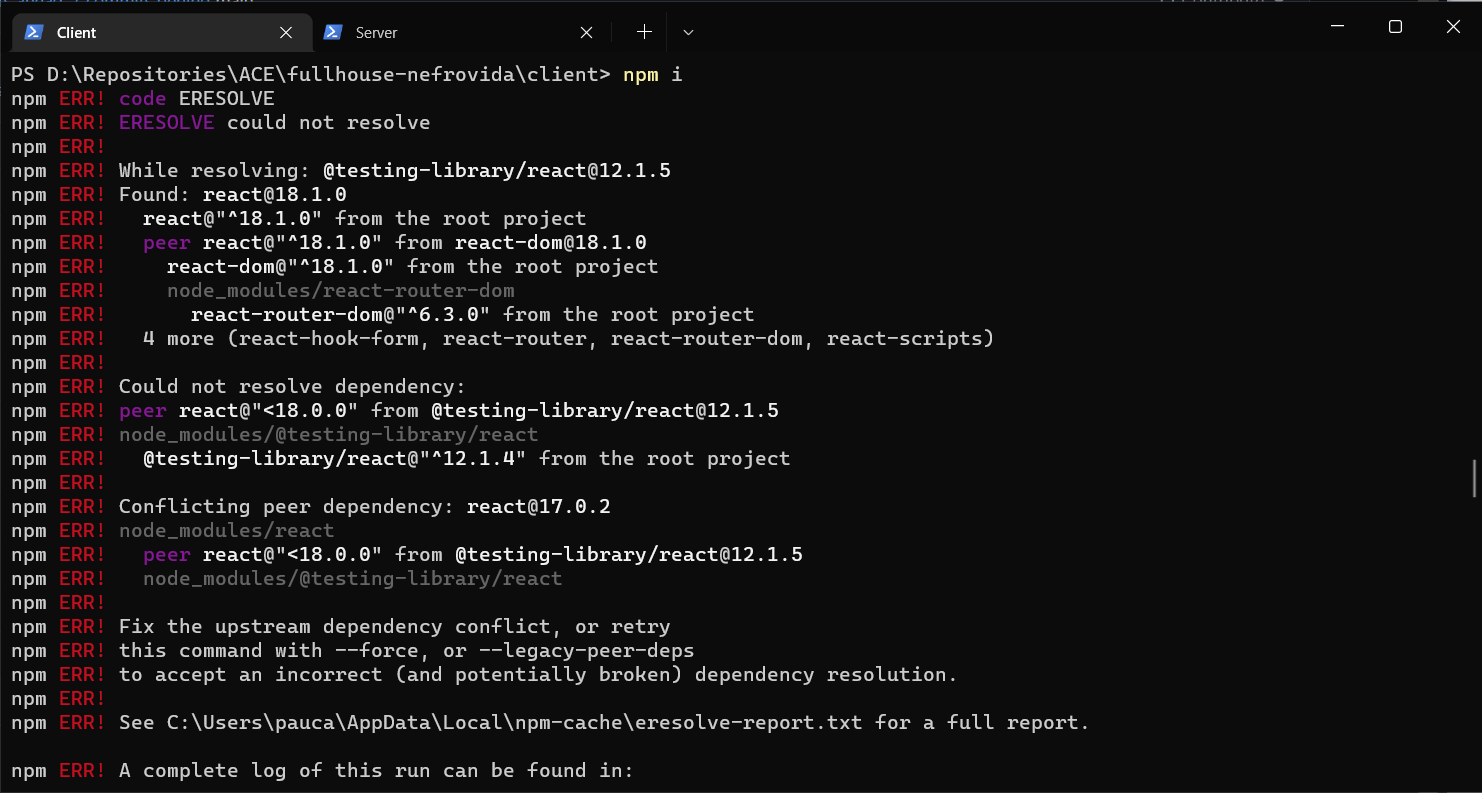 Client
Server
PS D:\Repositories\ACE\fullhouse-nefrovida\client> npm i
npm ERR! code ERESOLVE
npm ERR! ERESOLVE could not resolve
npm ERR!
npm ERR! While resolving: @testing-library/react@12.1.5
npm ERR! Found: react@18.1.0
npm ERR!   react@"^18.1.0" from the root project
npm ERR!   peer react@"^18.1.0" from react-dom@18.1.0
npm ERR!     react-dom@"^18.1.0" from the root project
npm ERR!     node_modules/react-router-dom
npm ERR!       react-router-dom@"^6.3.0" from the root project
npm ERR!   4 more (react-hook-form, react-router, react-router-dom, react-scripts)
npm ERR!
npm ERR! Could not resolve dependency:
npm ERR! peer react@"<18.0.0" from @testing-library/react@12.1.5
npm ERR! node_modules/@testing-library/react
npm ERR!   @testing-library/react@"^12.1.4" from the root project
npm ERR!
npm ERR! Conflicting peer dependency: react@17.0.2
npm ERR! node_modules/react
npm ERR!   peer react@"<18.0.0" from @testing-library/react@12.1.5
npm ERR!   node_modules/@testing-library/react
npm ERR!
npm ERR! Fix the upstream dependency conflict, or retry
npm ERR! this command with --force, or --legacy-peer-deps
npm ERR! to accept an incorrect (and potentially broken) dependency resolution.
npm ERR!
npm ERR! See C:\Users\pauca\AppData\Local\npm-cache\eresolve-report.txt for a full report.
npm ERR! A complete log of this run can be found in: